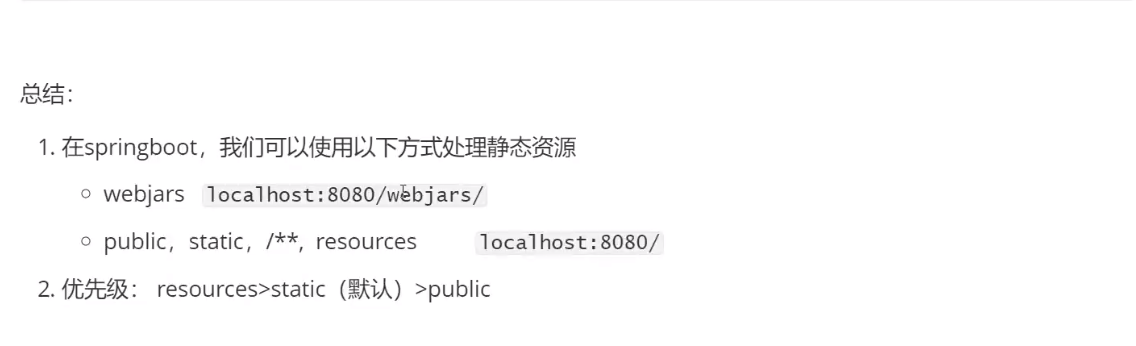 总结：
1. 在springboot，我们可以使用以下方式处理静态资源
○ webjars localhost:8080/webjars/
○ public，static，/**，resources localhost:8080/
2. 优先级： resources>static（默认）>public